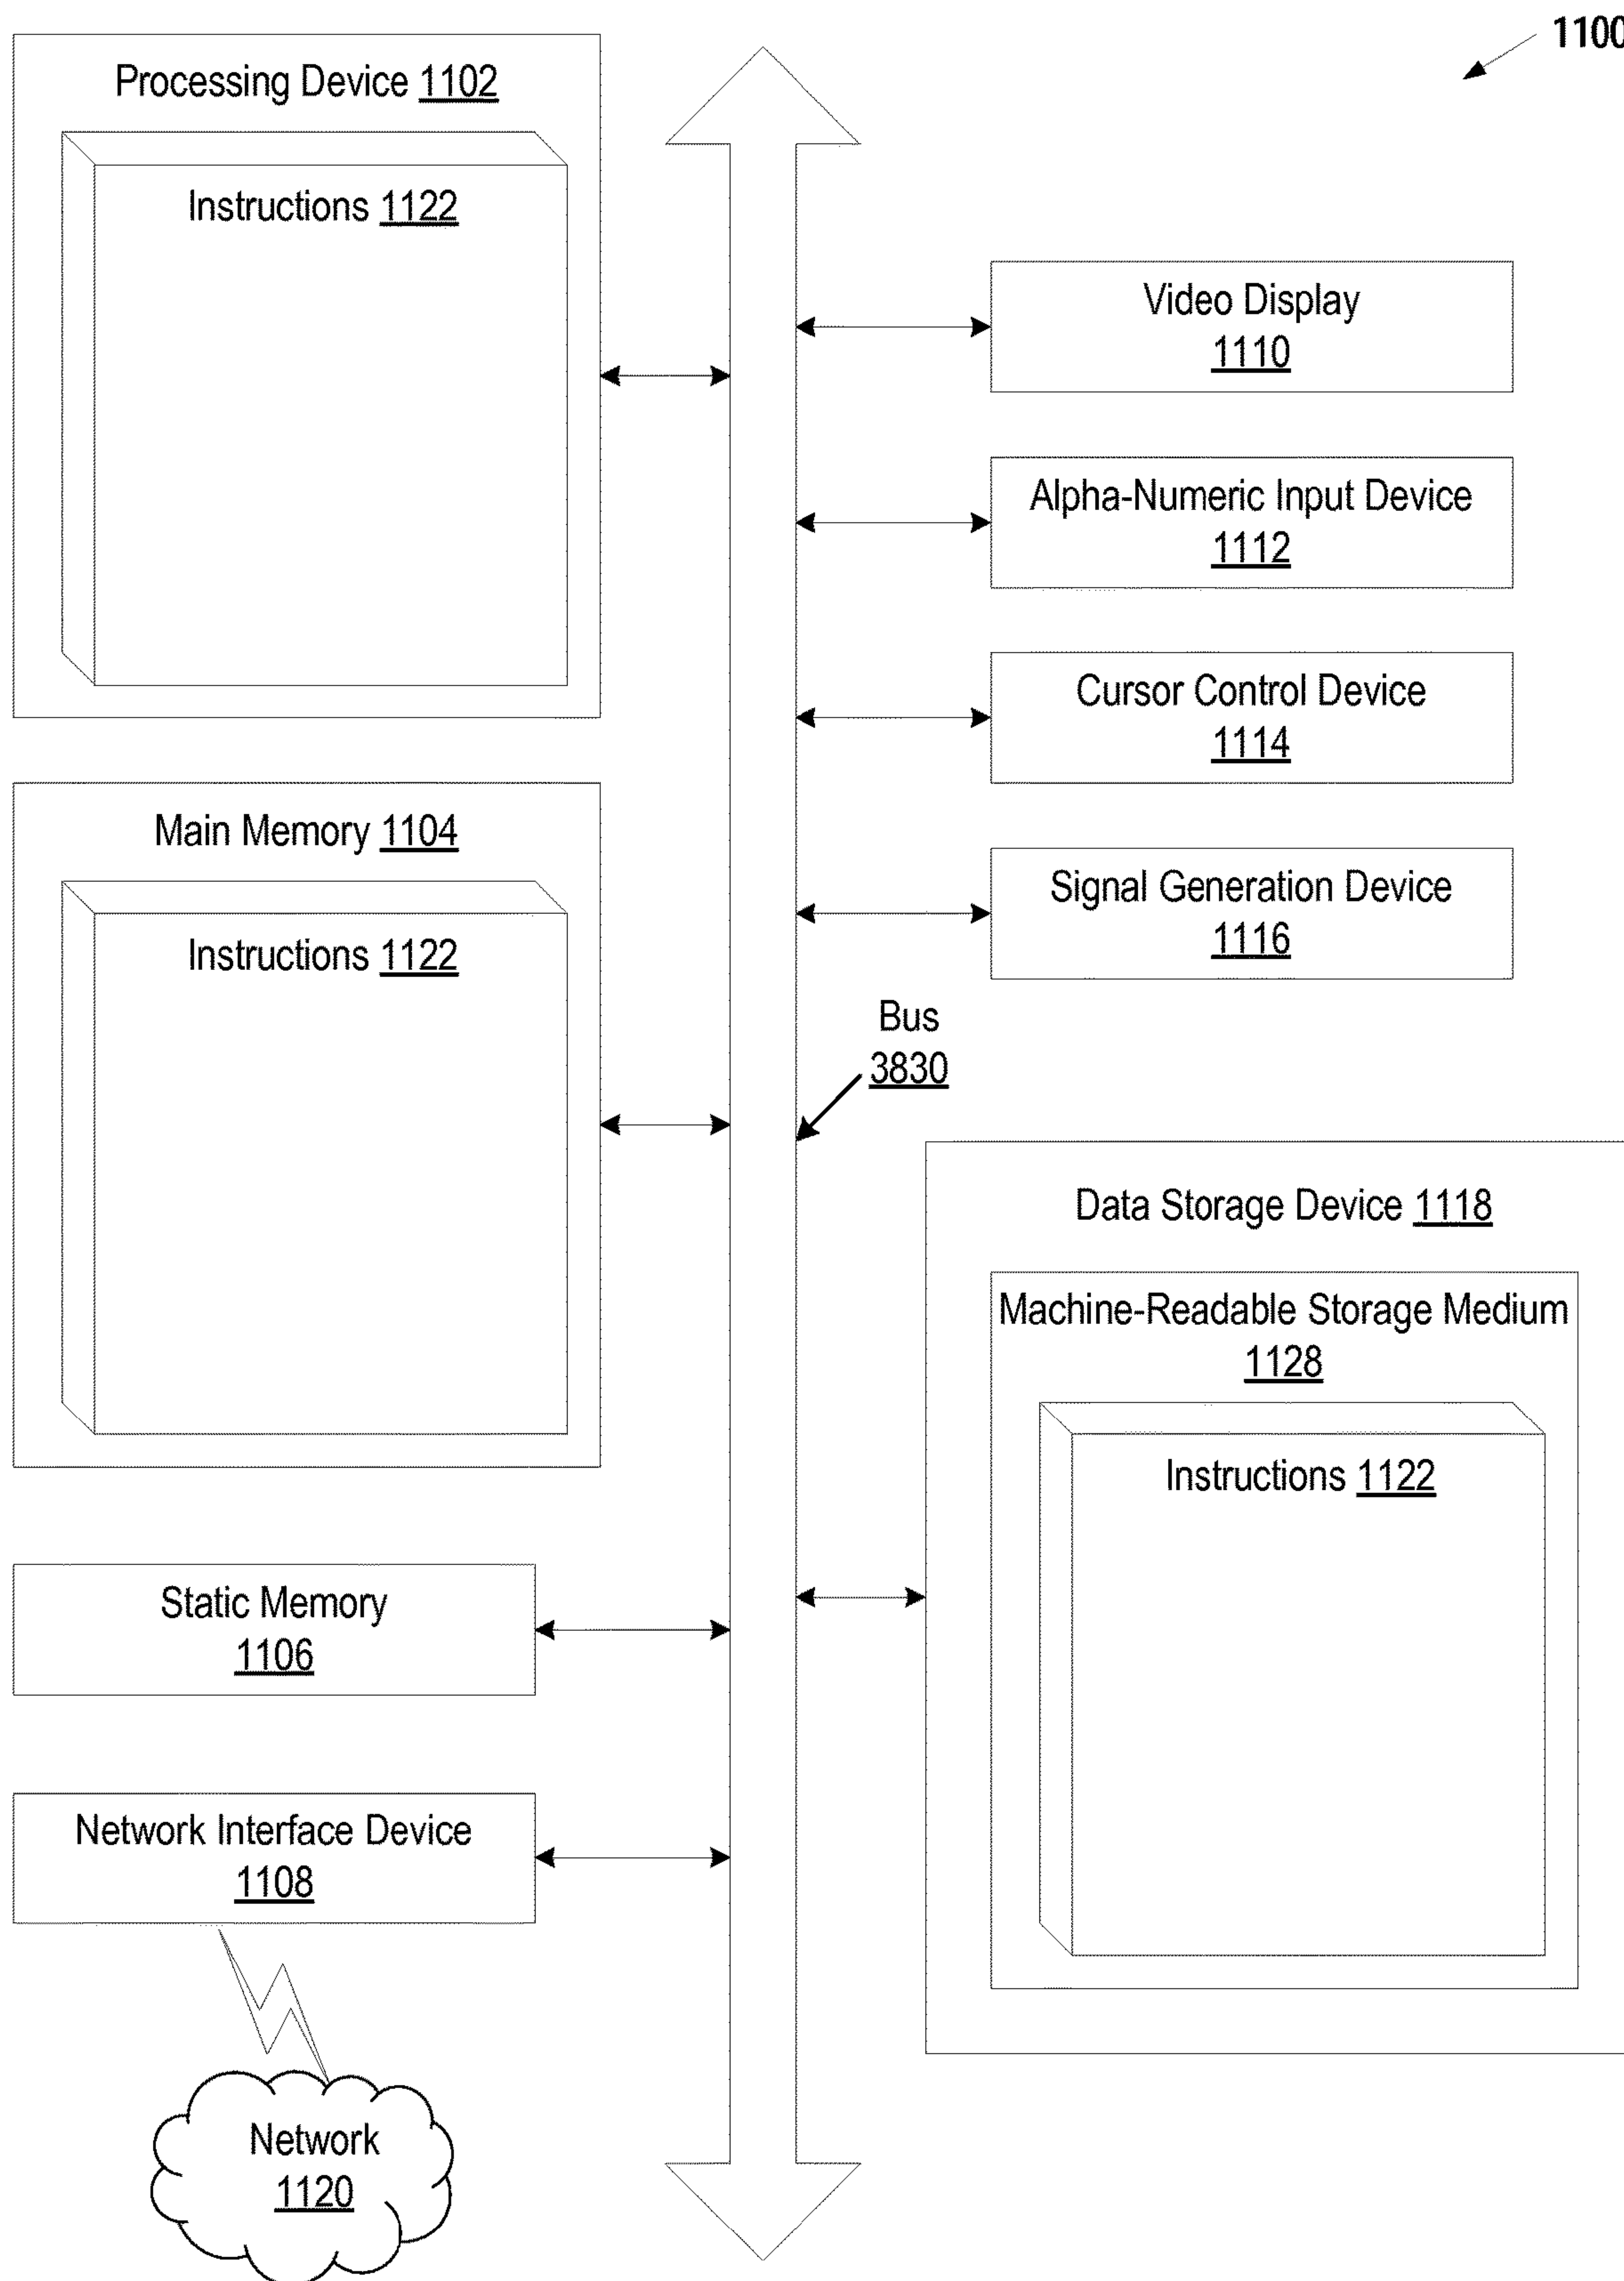 1100
Processing Device 1102
Instructions 1122
Main Memory 1104
Instructions 1122
Static Memory
1106
Network Interface Device
1108
Network
1120
Video Display
1110
Alpha-Numeric Input Device
1112
Cursor Control Device
1114
Signal Generation Device
1116
Bus
3830
Data Storage Device 1118
Machine-Readable Storage Medium
1128
Instructions 1122